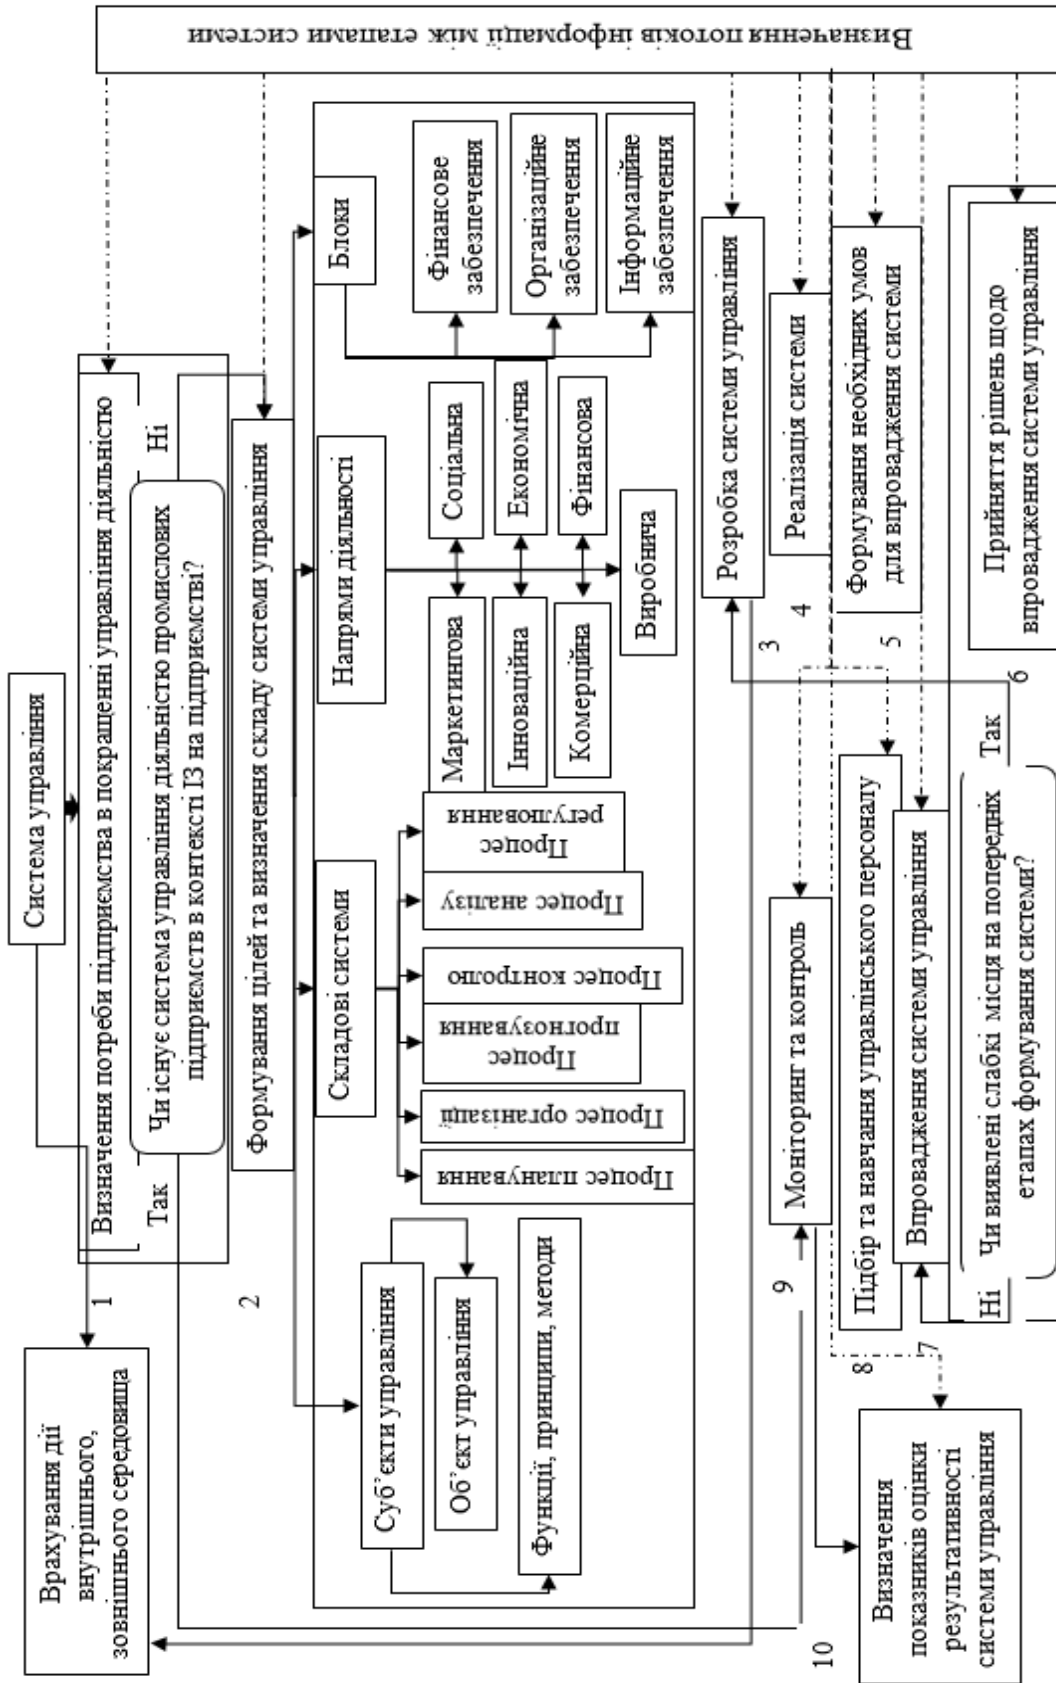 Система управління
Врахування дії
внутрішнього,
зовнішнього середовища
1
Визначення потреби підприємства в покращенні управління діяльністю
Так
Чи існує система управління діяльністю промислових
підприємств в контексті ІЗ на підприємстві?
Ні
2
Формування цілей та визначення складу системи управління
Суб’єкти управління
Об’єкт управління
Функції, принципи, методи
Складові системи
Процес планування
Процес організації
Процес
прогнозування
Процес контролю
Процес аналізу
Процес
регулювання
Напрями діяльності
Маркетингова
Соціальна
Інноваційна
Економічна
Комерційна
Фінансова
Виробнича
Блоки
Фінансове
забезпечення
Організаційне
забезпечення
Інформаційне
забезпечення
3
Розробка системи управління
4
Реалізація системи
5
Формування необхідних умов
для впровадження системи
6
Прийняття рішень щодо
впровадження системи управління
Ні
Чи виявлені слабкі місця на попередніх
етапах формування системи?
Так
7
Впровадження системи управління
8
Підбір та навчання управлінського персоналу
9
Моніторинг та контроль
10
Визначення
показників оцінки
результативності
системи управління
Визначення потоків інформації між етапами системи